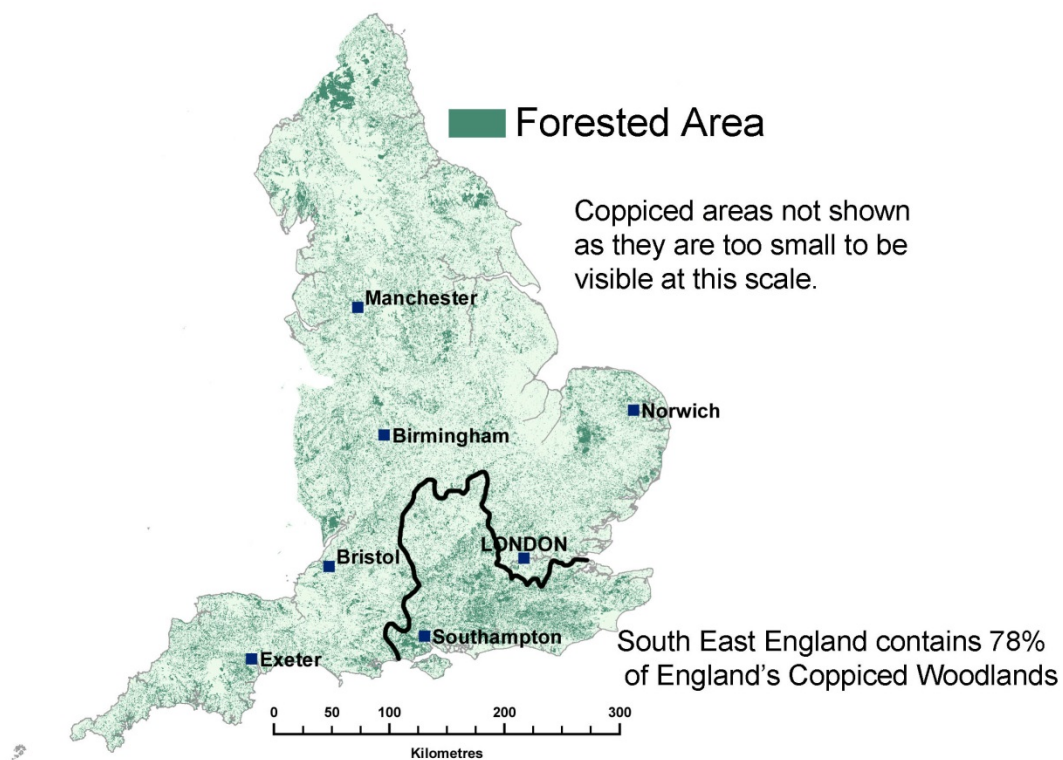 Forested Area
Coppiced areas not shown
as they are too small to be
visible at this scale.
Manchester
Norwich
Birmingham
LONDON
Bristol
Southampton
South East England contains 78%
of England's Coppiced Woodlands
Exeter
0 50 100 200 300
Kilometres